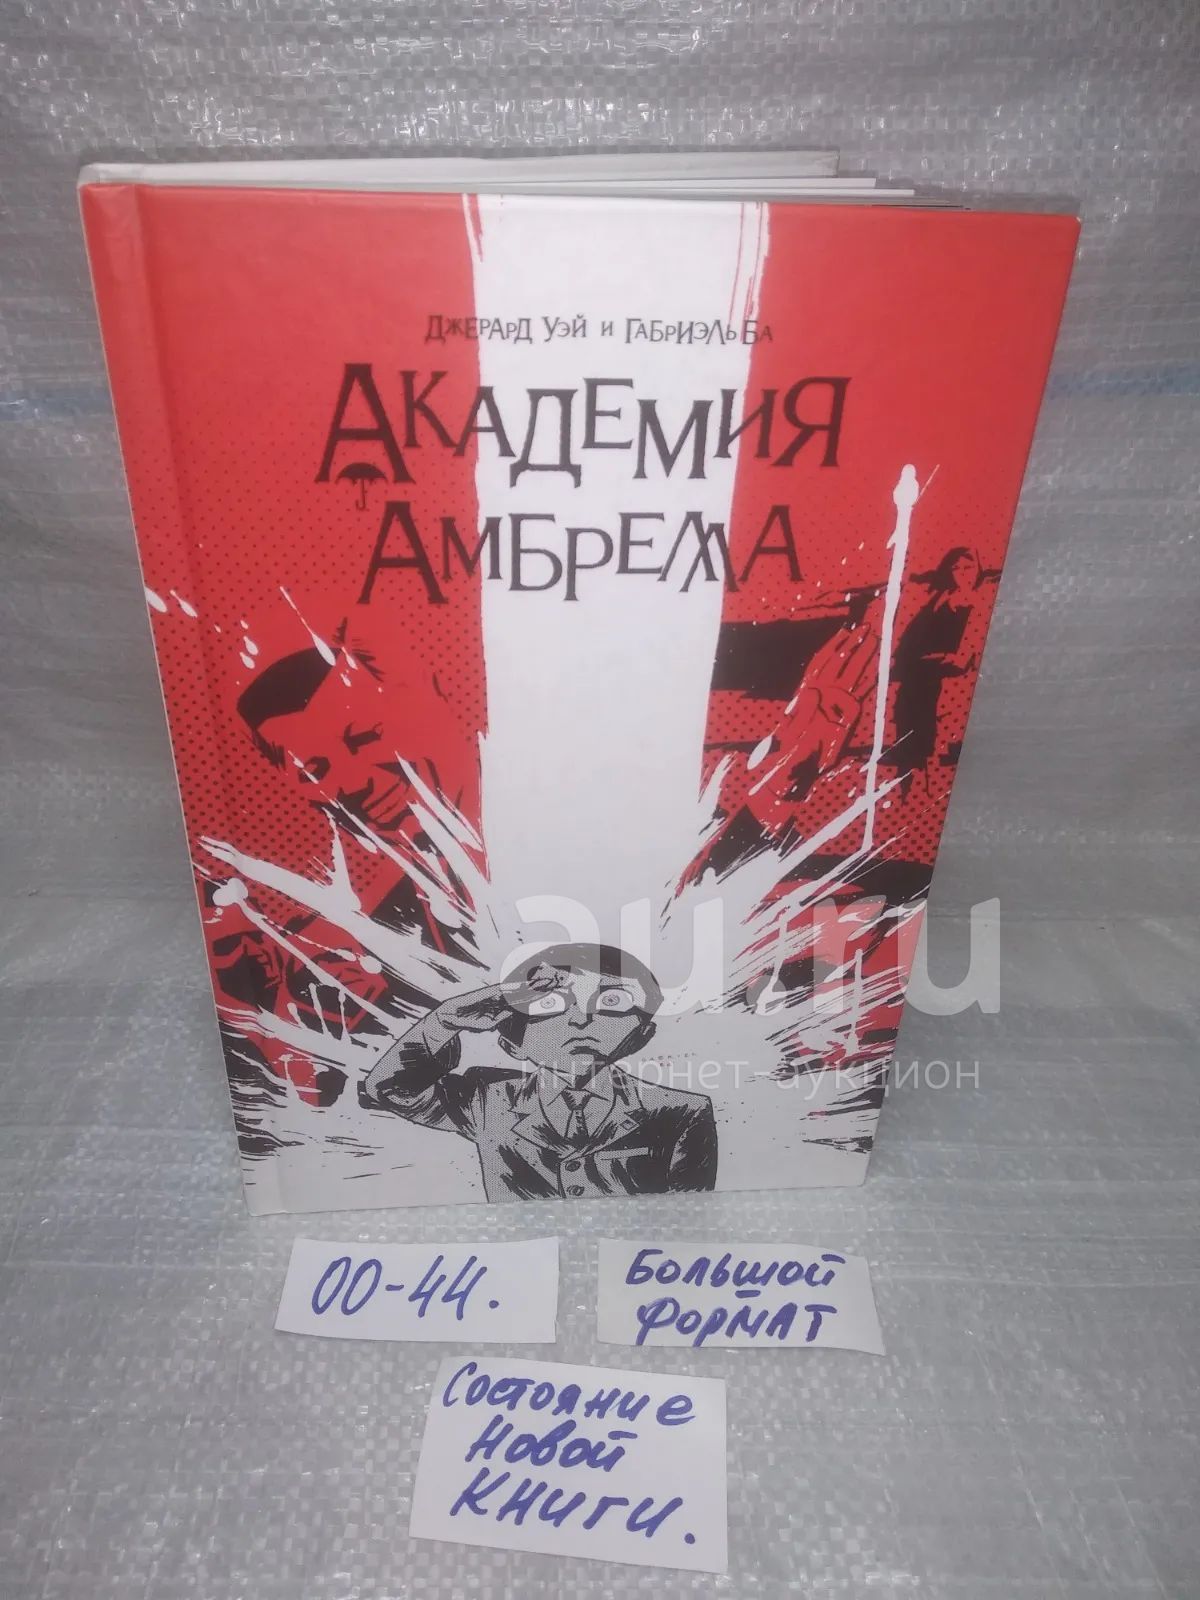 Джерард Уэй и Габриэль Ба
Академия
Амбрелла
au.ru
интернет-аукцион
00-44.
Большой
формат
Состояние
новой
книги.